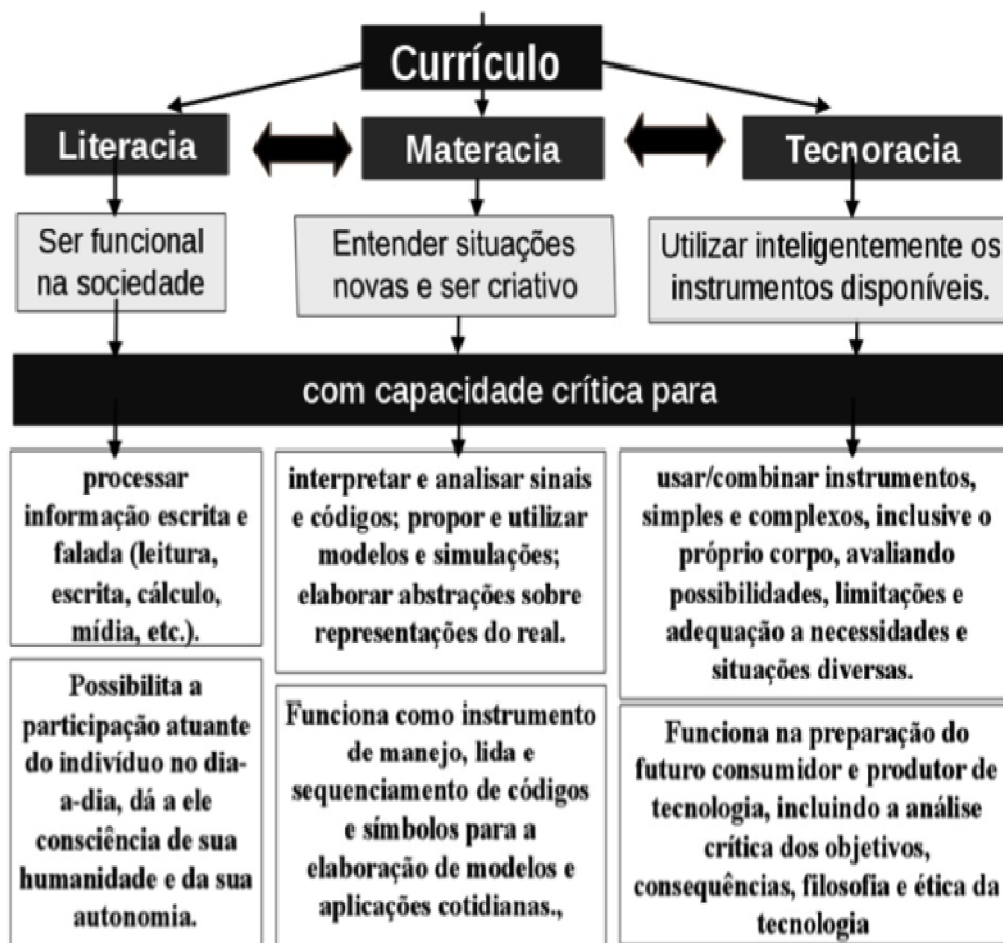 Currículo
Literacia
Materacia
Tecnoracia
Ser funcional
na sociedade
Entender situações
novas e ser criativo
Utilizar inteligentemente os
instrumentos disponíveis.
com capacidade crítica para
processar
informação escrita e
falada (leitura,
escrita, cálculo,
mídia, etc.).
interpretar e analisar sinais
e códigos; propor e utilizar
modelos e simulações;
elaborar abstrações sobre
representações do real.
usar/combinar instrumentos,
simples e complexos, inclusive o
próprio corpo, avaliando
possibilidades, limitações e
adequação a necessidades e
situações diversas.
Possibilita a
participação atuante
do indivíduo no dia-
a-dia, dá a ele
consciência de sua
humanidade e da sua
autonomia.
Funciona como instrumento
de manejo, lida e
sequenciamento de códigos
e símbolos para a
elaboração de modelos e
aplicações cotidianas.,
Funciona na preparação do
futuro consumidor e produtor de
tecnologia, incluindo a análise
crítica dos objetivos,
consequências, filosofia e ética da
tecnologia